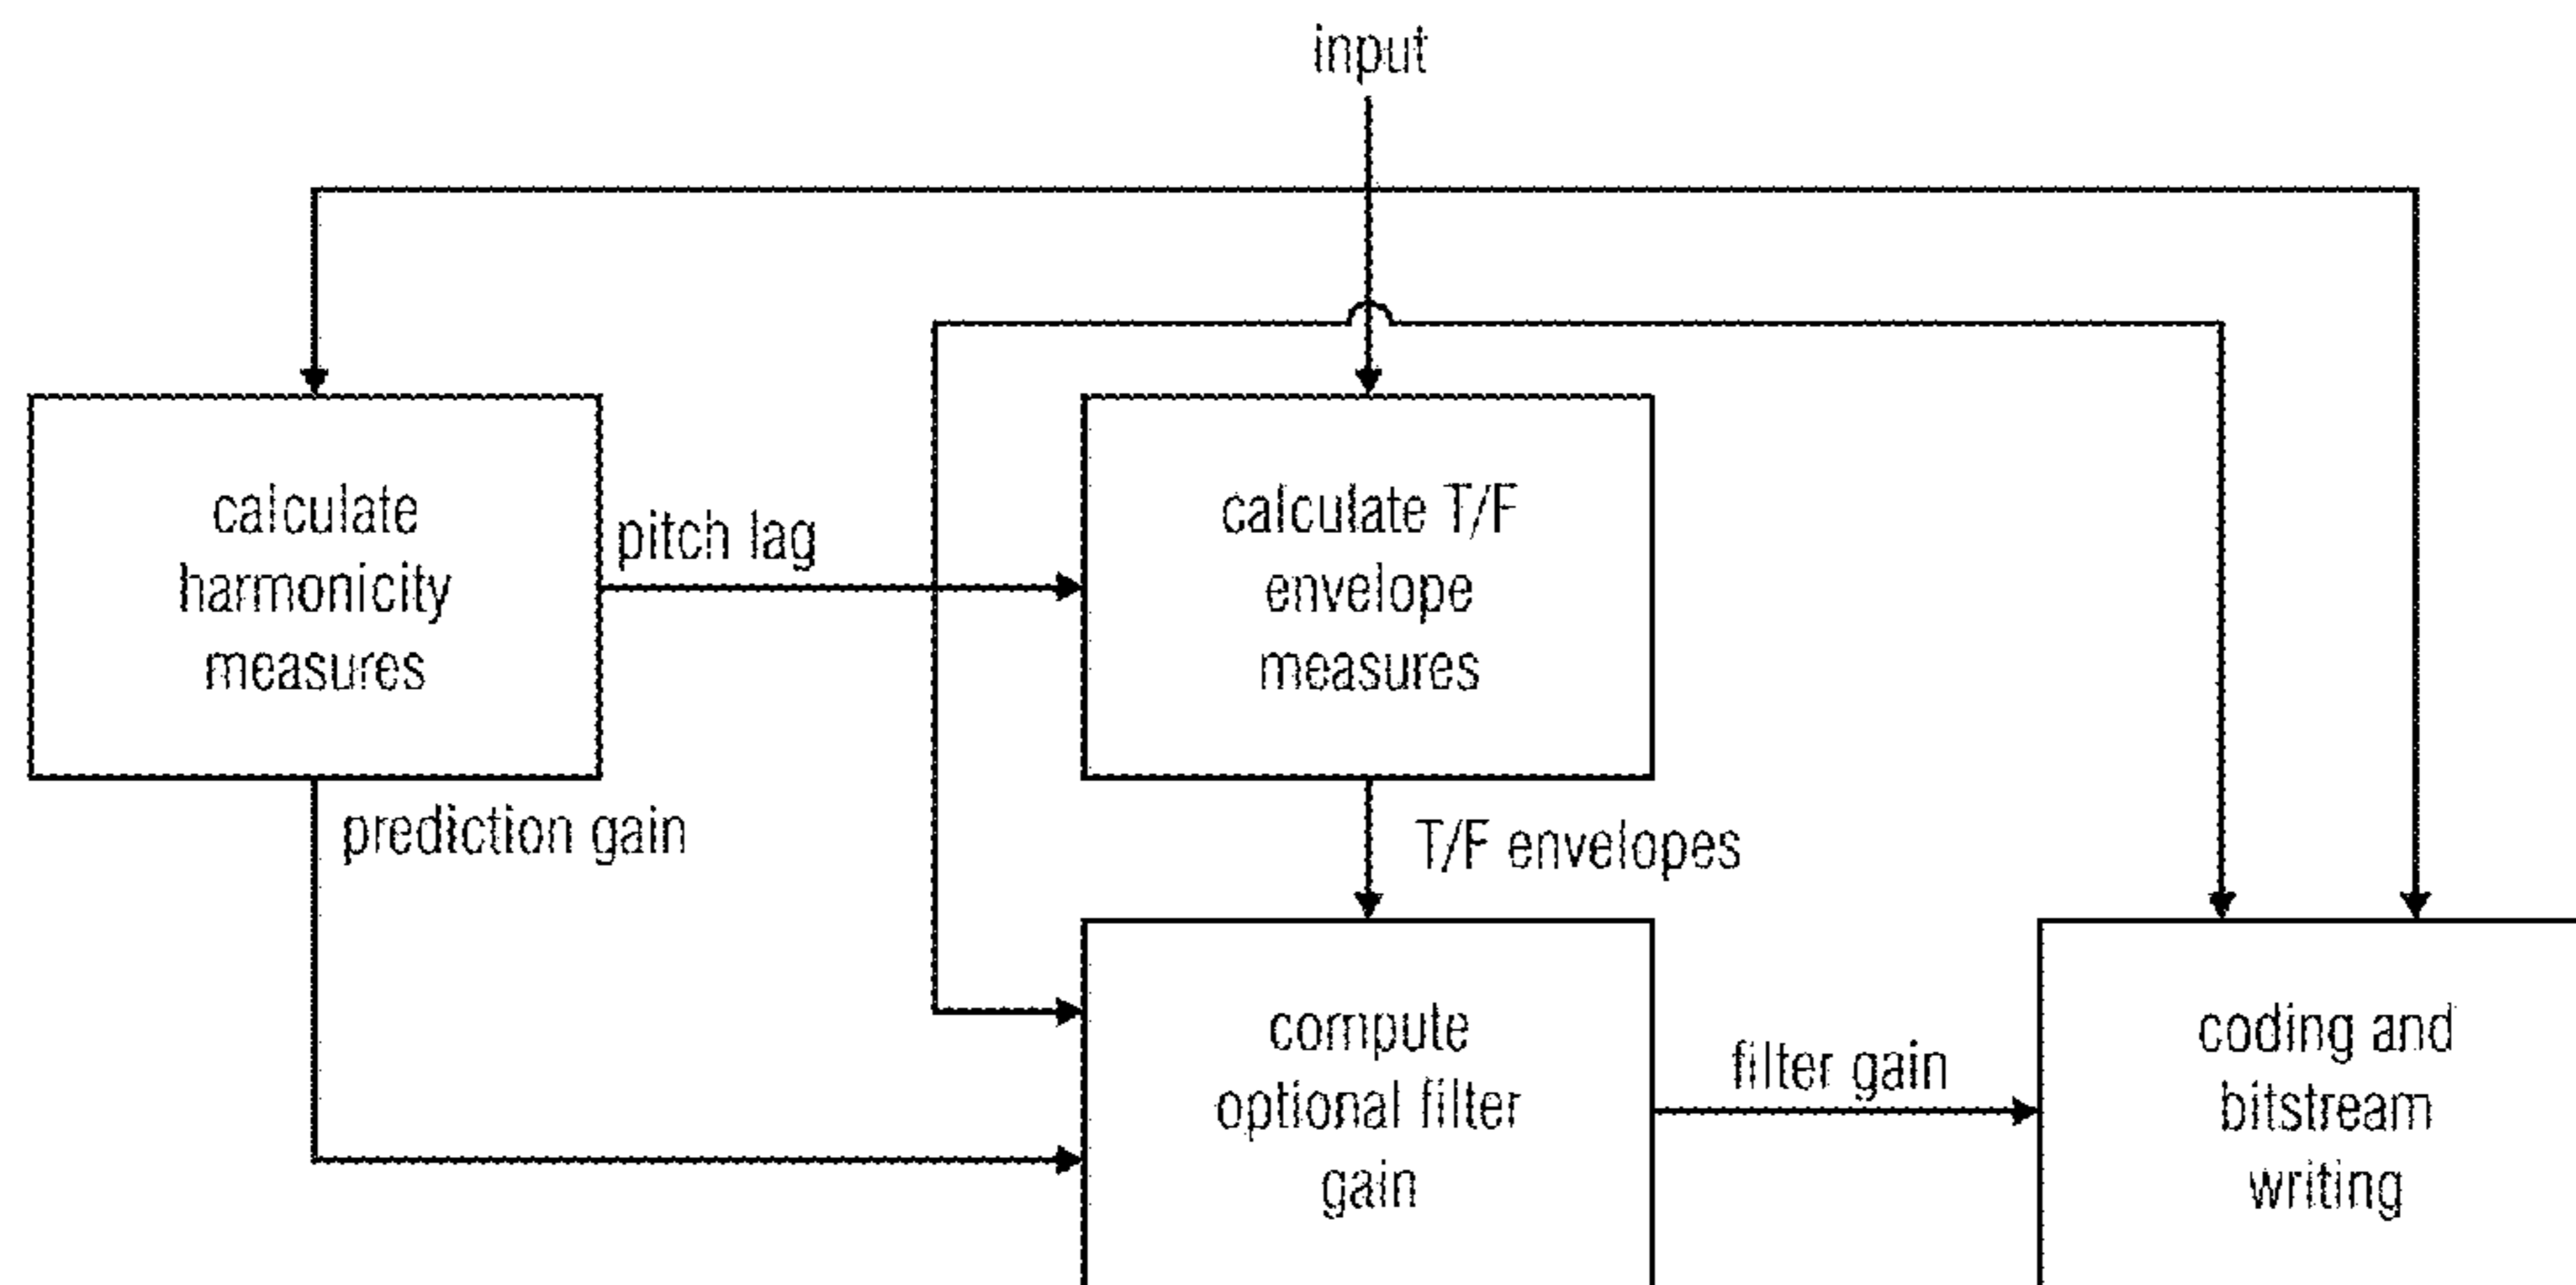 input
calculate
harmonicity
measures
pitch lag
calculate T/F
envelope
measures
prediction gain
T/F envelopes
compute
optional filter
gain
filter gain
coding and
bitstream
writing